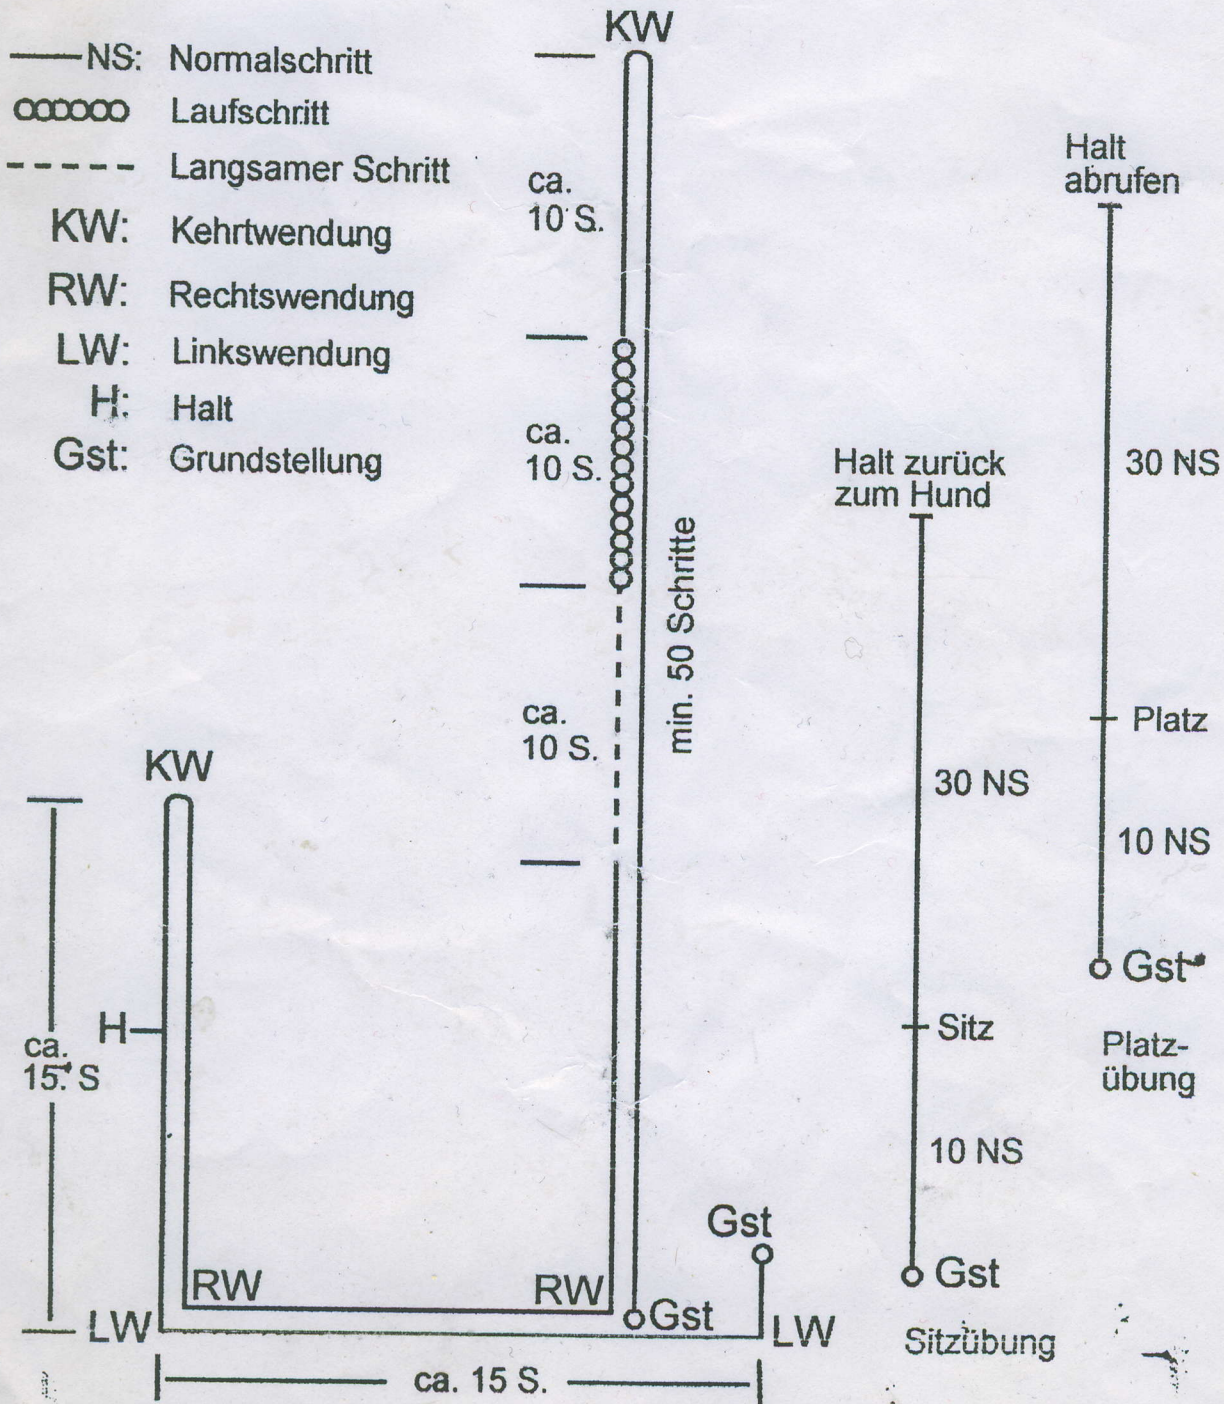 NS: Normalschritt
Laufschritt
Langsamer Schritt
KW: Kehrtwendung
RW: Rechtswendung
LW: Linkswendung
H: Halt
Gst: Grundstellung
KW
ca.
10 S.
ca.
10 S.
ca.
10 S.
min. 50 Schritte
KW
H
ca.
15. S
RW
RW
LW
Gst
Gst
LW
ca. 15 S.
Halt zurück
zum Hund
30 NS
Sitz
10 NS
Gst
Sitzübung
Halt
abrufen
30 NS
Platz
10 NS
Gst
Platz-
übung